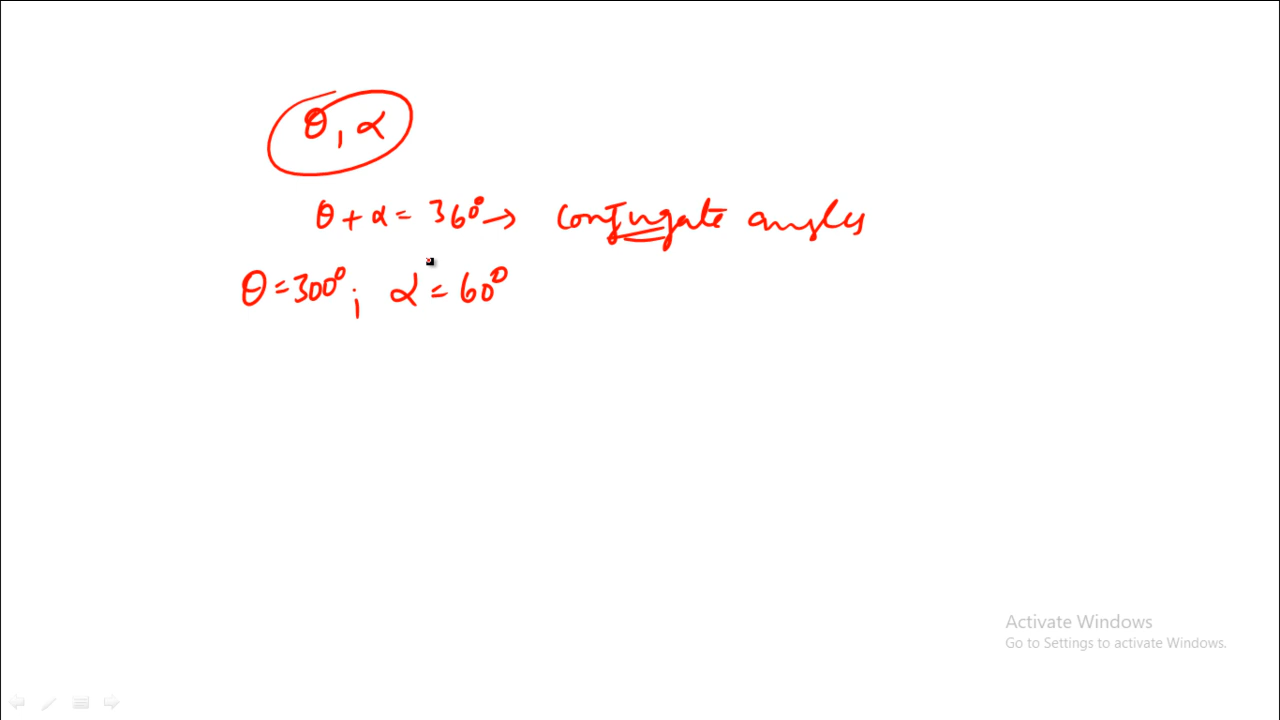 θ, α
θ + α = 360° → conjugate angles
θ = 300° ; α = 60°
Activate Windows
Go to Settings to activate Windows.